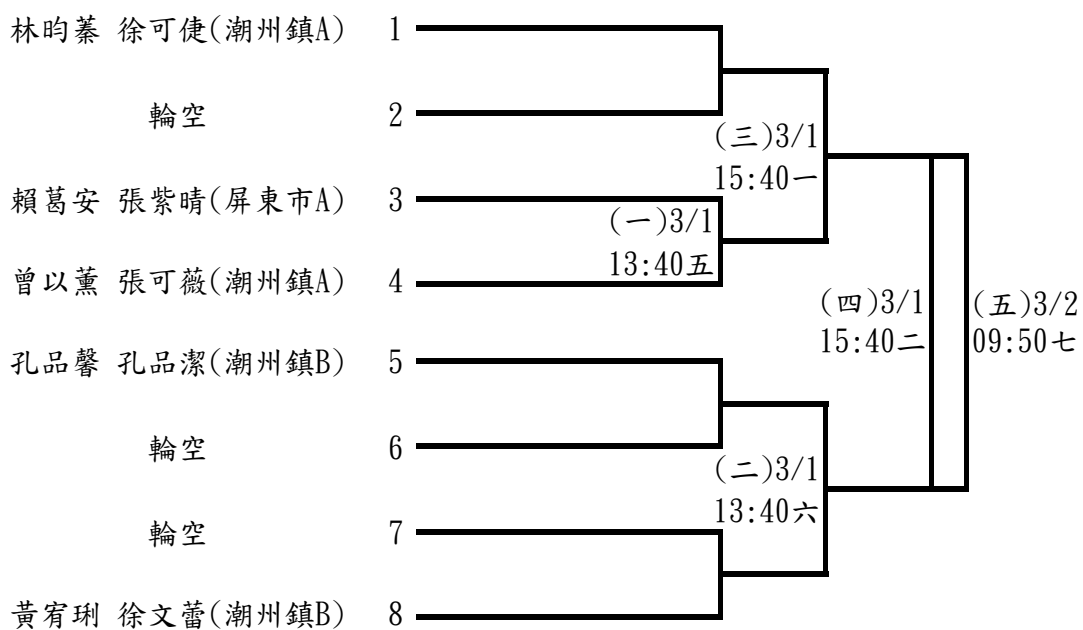 林昀蓁 徐可倢(潮州鎮A) 1
輪空 2
(三)3/1
15:40一
賴葛安 張紫晴(屏東市A) 3
(一)3/1
13:40五
曾以薰 張可薇(潮州鎮A) 4
(四)3/1
15:40二
(五)3/2
09:50七
孔品馨 孔品潔(潮州鎮B) 5
輪空 6
(二)3/1
13:40六
輪空 7
黃宥琍 徐文蕾(潮州鎮B) 8